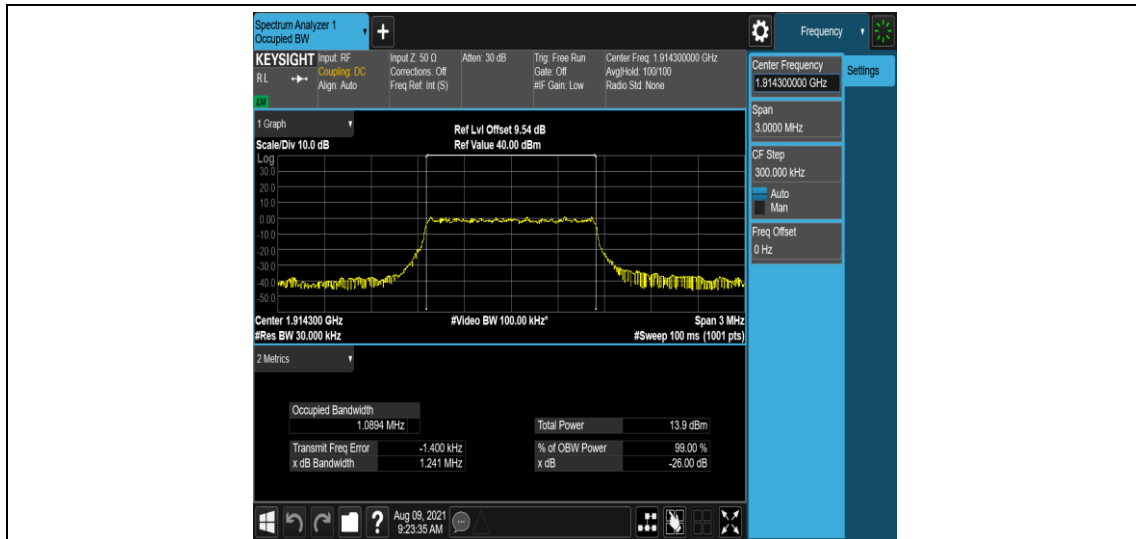 Spectrum Analyzer 1
Occupied BW
+
Frequency
KEYSIGHT
RL
Input: RF
Coupling: DC
Align: Auto
Input Z: 50 Ω
Corrections: Off
Freq Ref: Int (S)
Atten: 30 dB
Trig: Free Run
Gate: Off
#IF Gain: Low
Center Freq: 1.914300000 GHz
Avg|Hold: 100/100
Radio Std: None
Center Frequency
1.914300000 GHz
Settings
Span
3.0000 MHz
CF Step
300.000 kHz
Auto
Man
Freq Offset
0 Hz
1 Graph
Scale/Div 10.0 dB
Ref Lvl Offset 9.54 dB
Ref Value 40.00 dBm
Log
30.0
20.0
10.0
0.00
-10.0
-20.0
-30.0
-40.0
-50.0
Center 1.914300 GHz
#Res BW 30.000 kHz
#Video BW 100.00 kHz*
Span 3 MHz
#Sweep 100 ms (1001 pts)
2 Metrics
Occupied Bandwidth
1.0894 MHz
Total Power 13.9 dBm
Transmit Freq Error -1.400 kHz
% of OBW Power 99.00 %
x dB Bandwidth 1.241 MHz
x dB -26.00 dB
?
Aug 09, 2021
9:23:35 AM